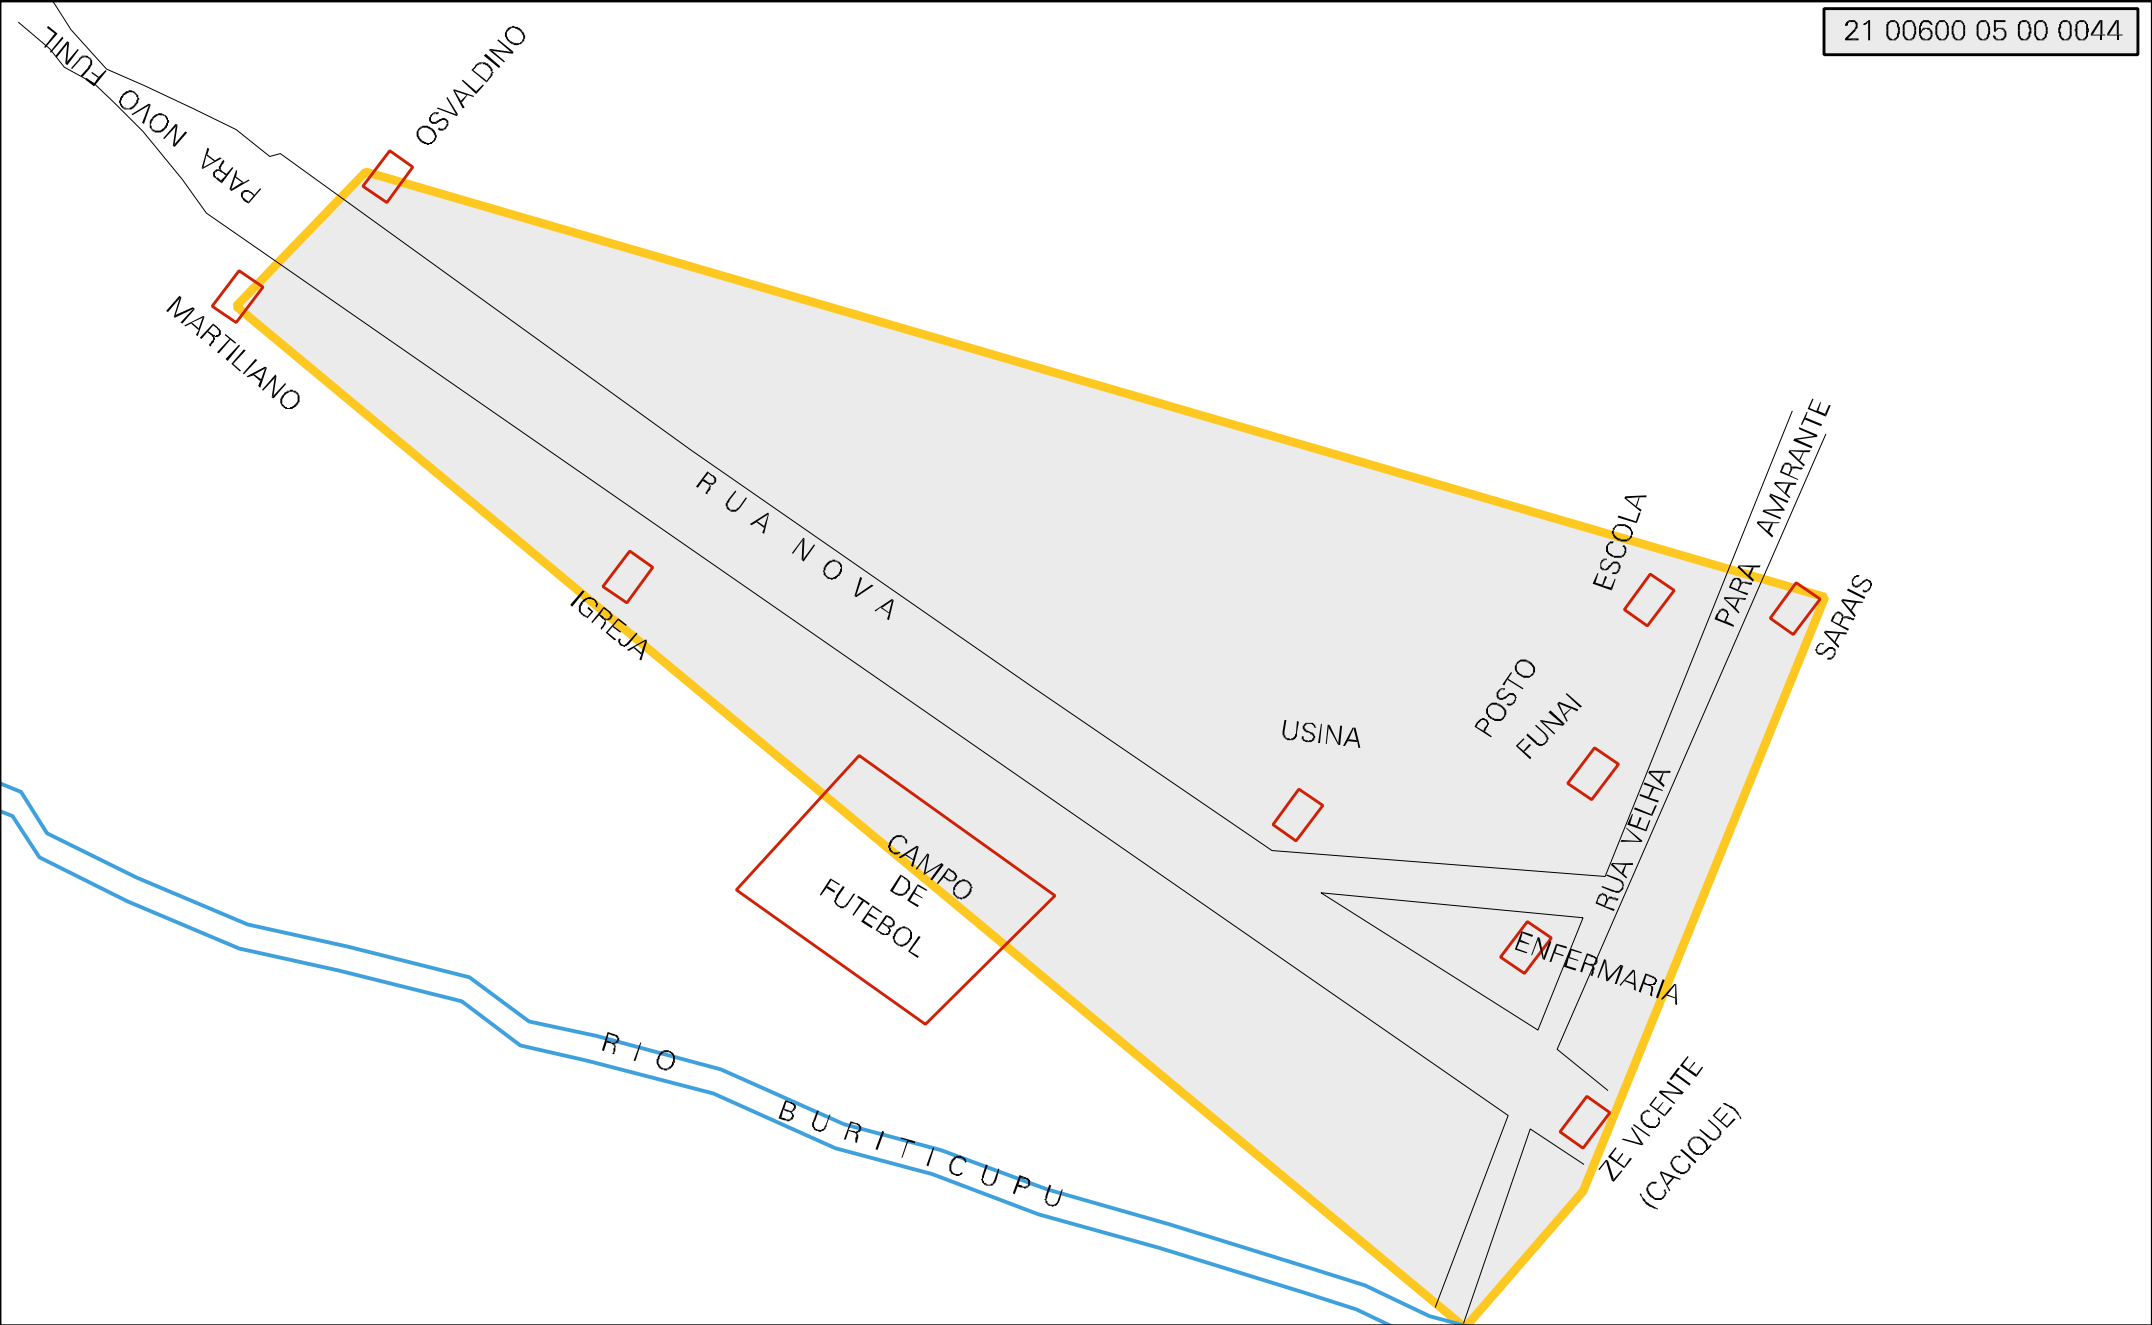 21 00600 05 00 0044
OSVALDINO
PARA NOVO FUNIL
MARTILIANO
RUA NOVA
IGREJA
ESCOLA
PARA AMARANTE
SARAIS
POSTO
FUNAI
USINA
RUA VELHA
CAMPO
DE
FUTEBOL
ENFERMARIA
RIO BURITICUPU
ZE VICENTE
(CACIQUE)